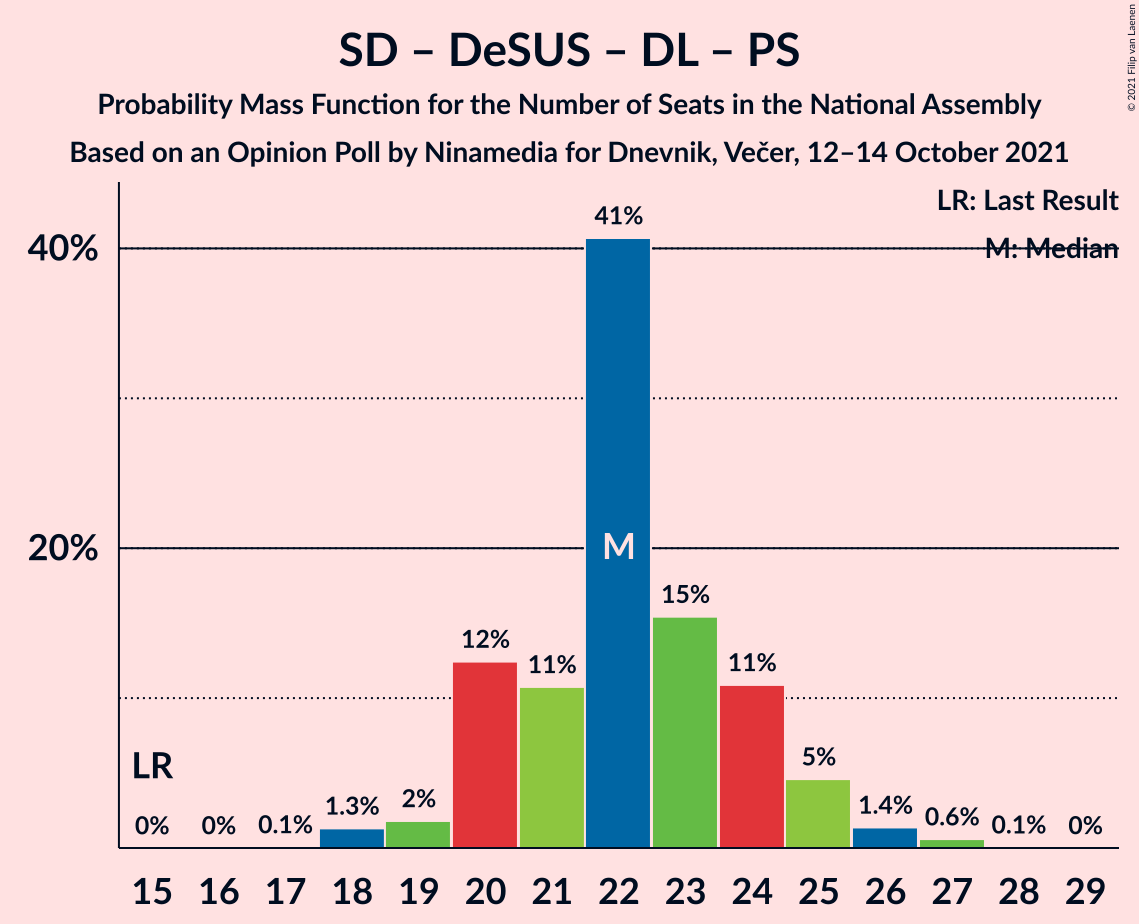 SD – DeSUS – DL – PS
Probability Mass Function for the Number of Seats in the National Assembly
Based on an Opinion Poll by Ninamedia for Dnevnik, Večer, 12–14 October 2021
© 2021 Filip van Laenen
LR: Last Result
M: Median
40%
20%
41%
M
15%
12%
11%
11%
LR
5%
0%
0%
0.1%
1.3%
2%
1.4%
0.6%
0.1%
0%
15 16 17 18 19 20 21 22 23 24 25 26 27 28 29